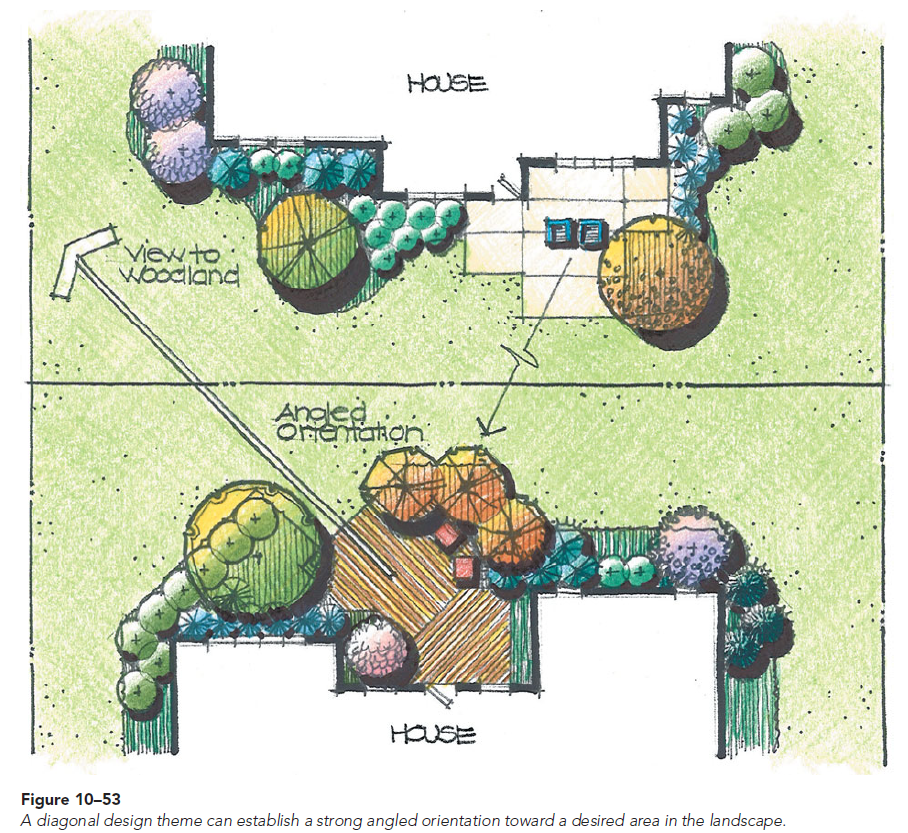 HOUSE
View to
Woodland
Angled
Orientation
HOUSE
Figure 10–53
A diagonal design theme can establish a strong angled orientation toward a desired area in the landscape.